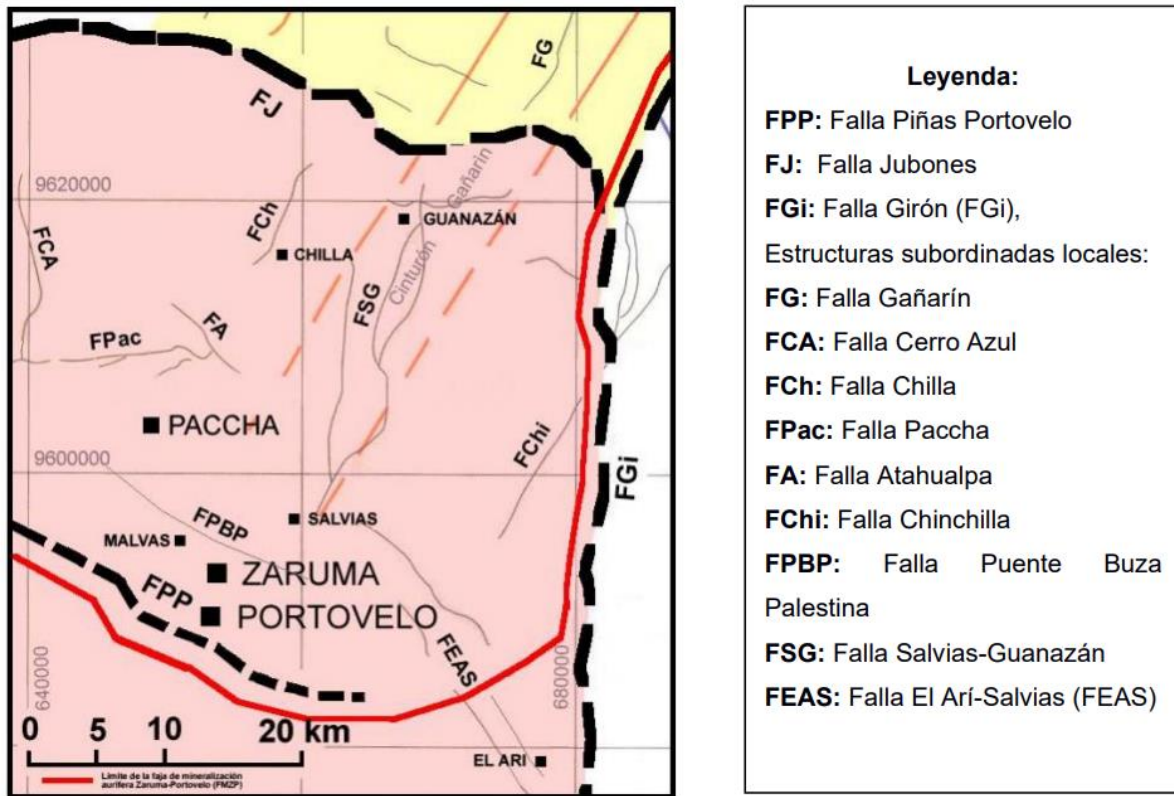 FJ
FG
9620000
Gañarin
GUANAZÁN
FCh
CHILLA
FCA
Cinturón
FSG
FA
FPac
PACCHA
9600000
FChi
FGi
SALVIAS
FPBP
MALVAS
ZARUMA
FPP
PORTOVELO
FEAS
640000
680000
0 5 10 20 km
EL ARI
Límite de la faja de mineralización
aurífera Zaruma-Portovelo (FMZP)
Leyenda:
FPP: Falla Piñas Portovelo
FJ: Falla Jubones
FGi: Falla Girón (FGi),
Estructuras subordinadas locales:
FG: Falla Gañarín
FCA: Falla Cerro Azul
FCh: Falla Chilla
FPac: Falla Paccha
FA: Falla Atahualpa
FChi: Falla Chinchilla
FPBP: Falla Puente Buza
Palestina
FSG: Falla Salvias-Guanazán
FEAS: Falla El Arí-Salvias (FEAS)